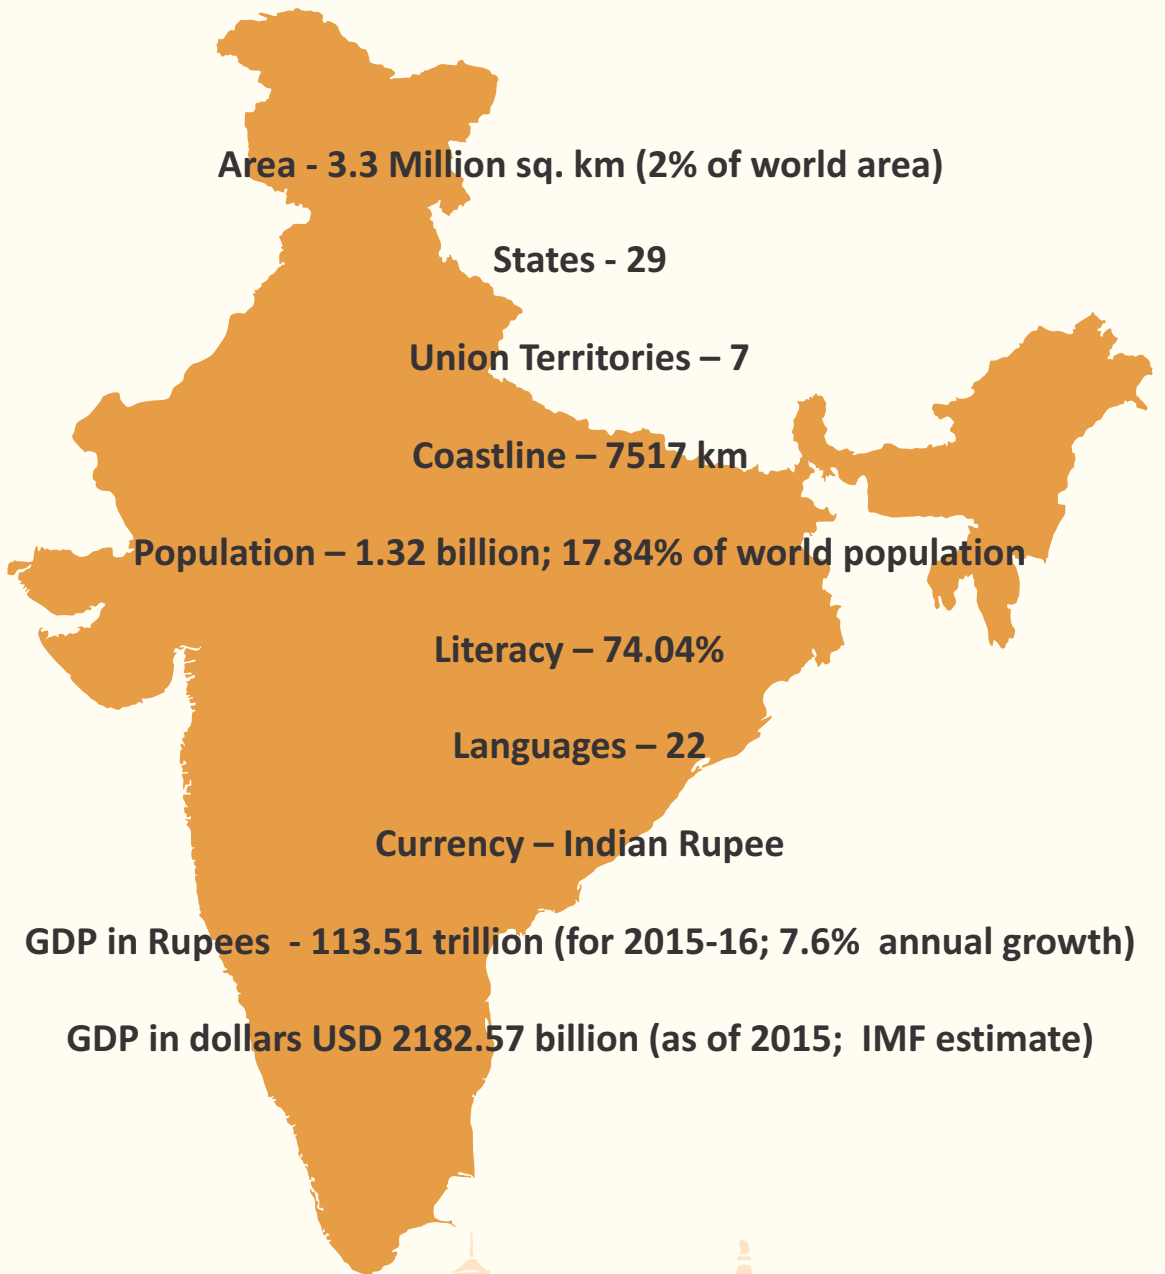 Area - 3.3 Million sq. km (2% of world area)
States - 29
Union Territories – 7
Coastline – 7517 km
Population – 1.32 billion; 17.84% of world population
Literacy – 74.04%
Languages – 22
Currency – Indian Rupee
GDP in Rupees  - 113.51 trillion (for 2015-16; 7.6%  annual growth)
GDP in dollars USD 2182.57 billion (as of 2015;  IMF estimate)